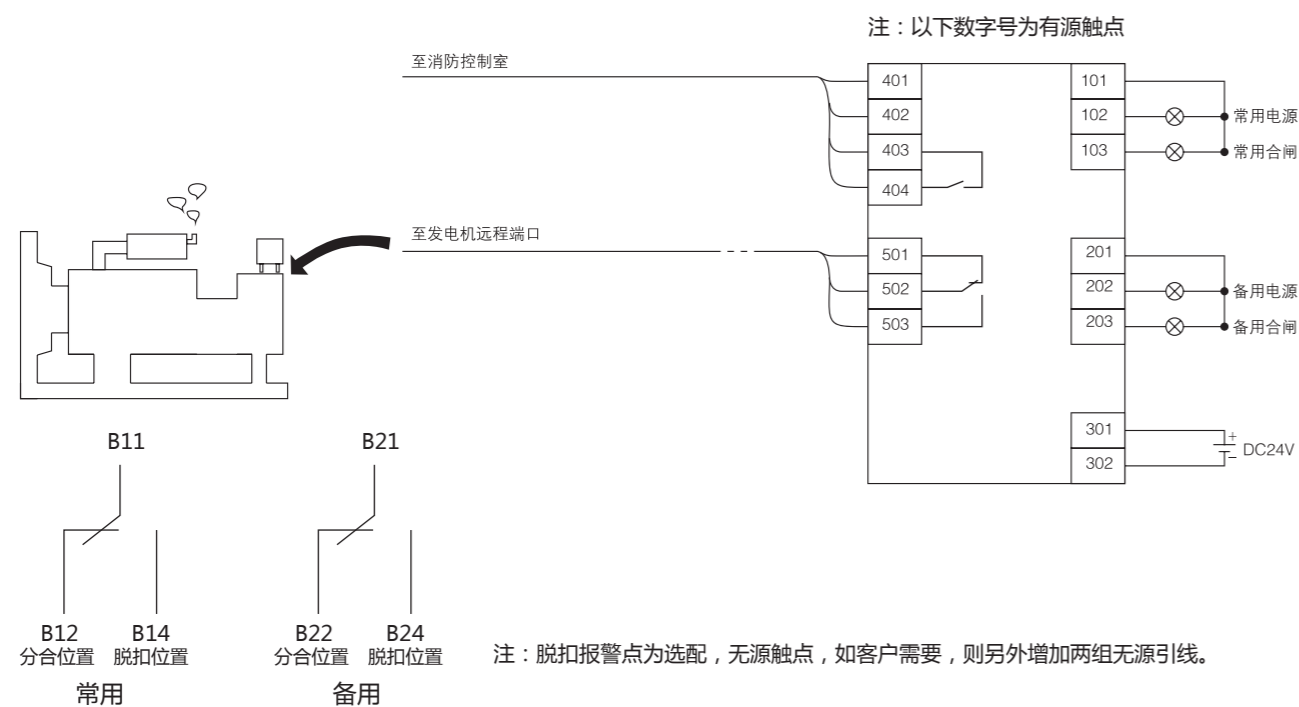 注：以下数字号为有源触点
至消防控制室
401
402
403
404
101
102
103
常用电源
常用合闸
至发电机远程端口
501
502
503
201
202
203
备用电源
备用合闸
301
302
+
−
DC24V
B11
B21
B12
B14
B22
B24
分合位置
脱扣位置
分合位置
脱扣位置
常用
备用
注：脱扣报警点为选配，无源触点，如客户需要，则另外增加两组无源引线。